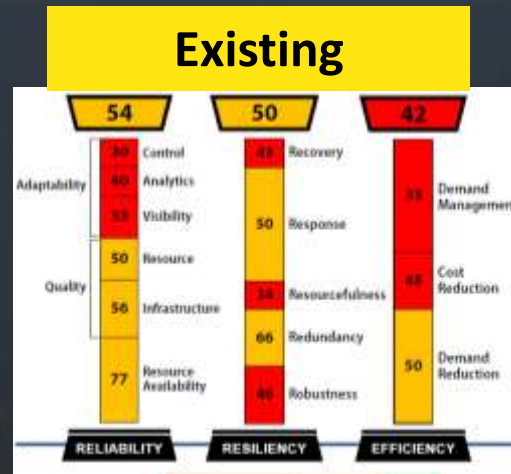 Existing
54
50
42
Control
Analytics
Visibility
Adaptability
50
Resource
Quality
56
Infrastructure
77
Resource
Availability
RELIABILITY
Recovery
50
Response
Resourcefulness
66
Redundancy
Robustness
RESILIENCY
Demand
Management
Cost
Reduction
50
Demand
Reduction
EFFICIENCY